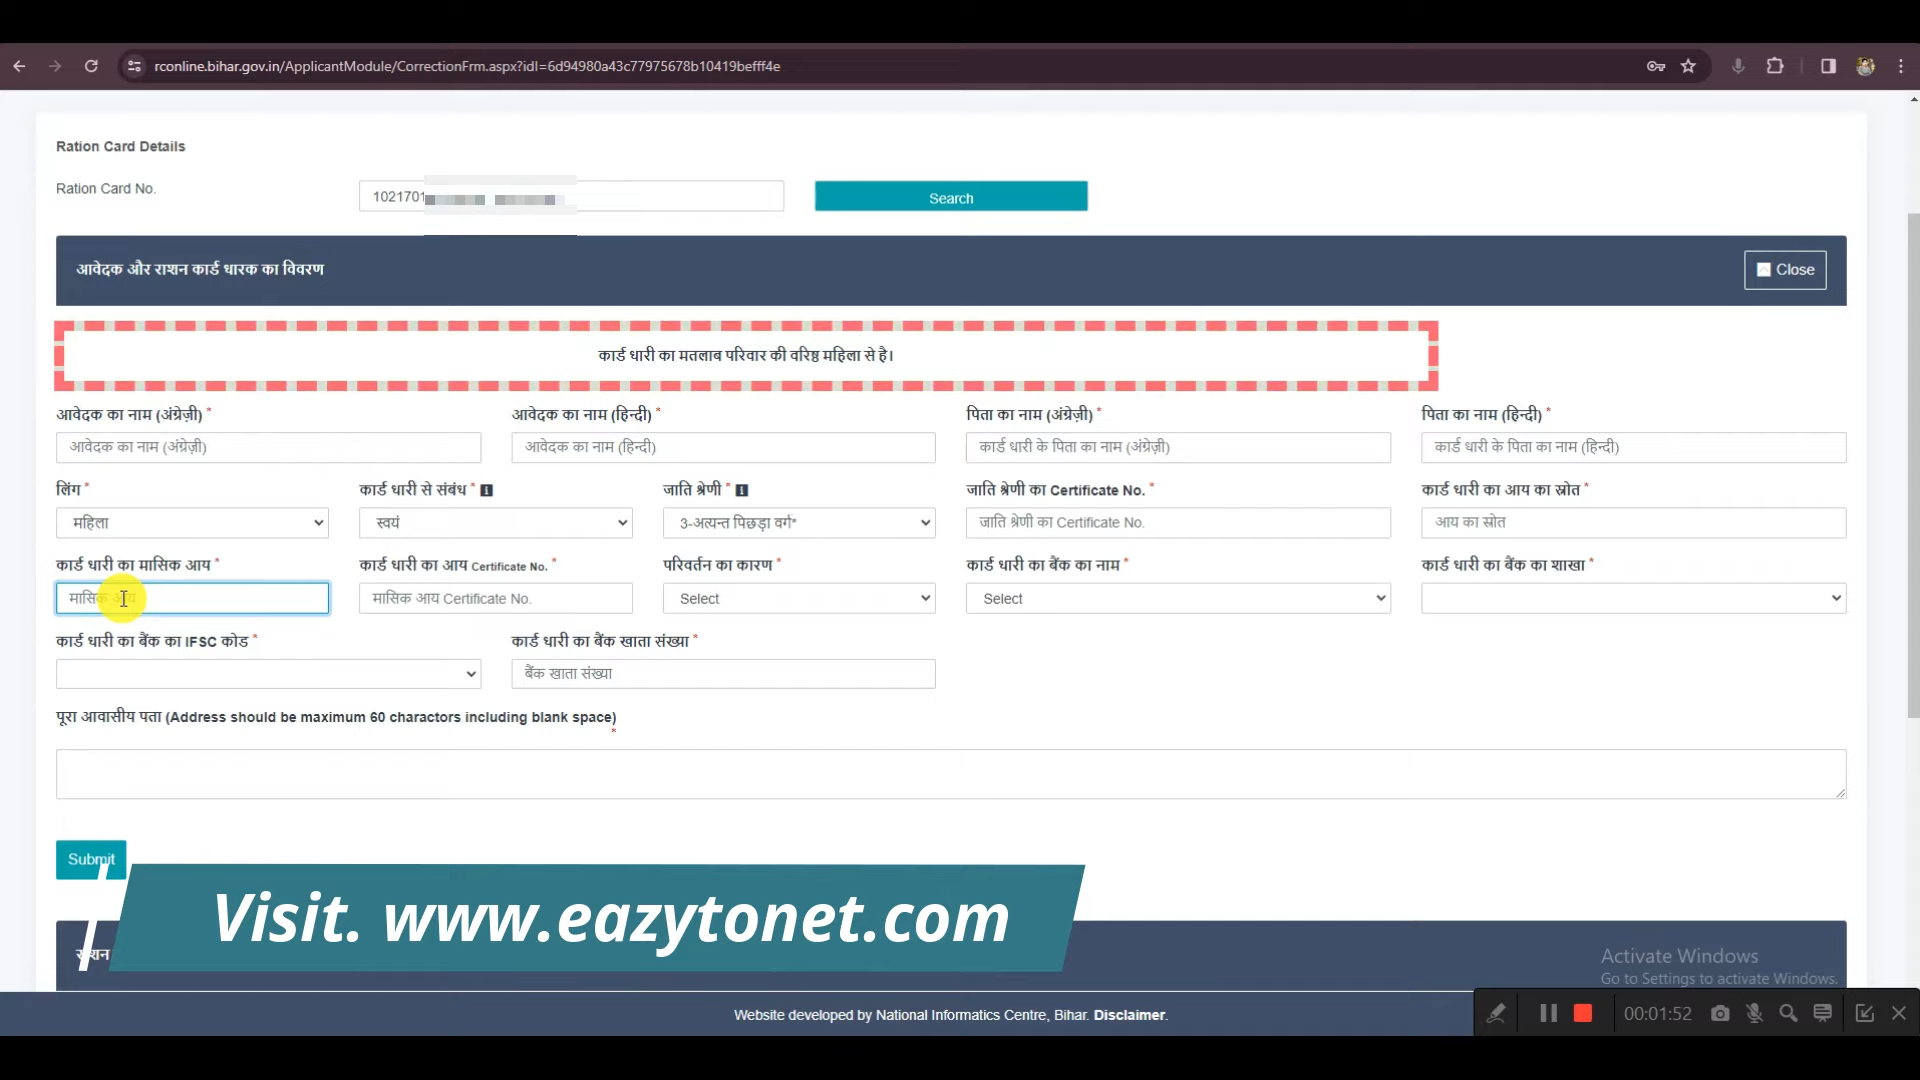 rconline.bihar.gov.in/ApplicantModule/CorrectionFrm.aspx?idI=6d94980a43c77975678b10419befff4e
Ration Card Details
Ration Card No.
1021701
Search
आवेदक और राशन कार्ड धारक का विवरण
Close
कार्ड धारी का मतलाब परिवार की वरिष्ठ महिला से है।
आवेदक का नाम (अंग्रेज़ी) *
आवेदक का नाम (हिन्दी) *
पिता का नाम (अंग्रेज़ी) *
पिता का नाम (हिन्दी) *
आवेदक का नाम (अंग्रेज़ी)
आवेदक का नाम (हिन्दी)
कार्ड धारी के पिता का नाम (अंग्रेज़ी)
कार्ड धारी के पिता का नाम (हिन्दी)
लिंग *
कार्ड धारी से संबंध *
जाति श्रेणी *
जाति श्रेणी का Certificate No. *
कार्ड धारी का आय का स्रोत *
महिला
स्वयं
3-अत्यन्त पिछड़ा वर्ग*
जाति श्रेणी का Certificate No.
आय का स्रोत
कार्ड धारी का मासिक आय *
कार्ड धारी का आय Certificate No. *
परिवर्तन का कारण *
कार्ड धारी का बैंक का नाम *
कार्ड धारी का बैंक का शाखा *
मासिक आय
मासिक आय Certificate No.
Select
Select
कार्ड धारी का बैंक का IFSC कोड *
कार्ड धारी का बैंक खाता संख्या *
बैंक खाता संख्या
पूरा आवासीय पता (Address should be maximum 60 charactors including blank space)
*
Submit
Visit. www.eazytonet.com
Activate Windows
Go to Settings to activate Windows.
Website developed by National Informatics Centre, Bihar. Disclaimer.
00:01:52